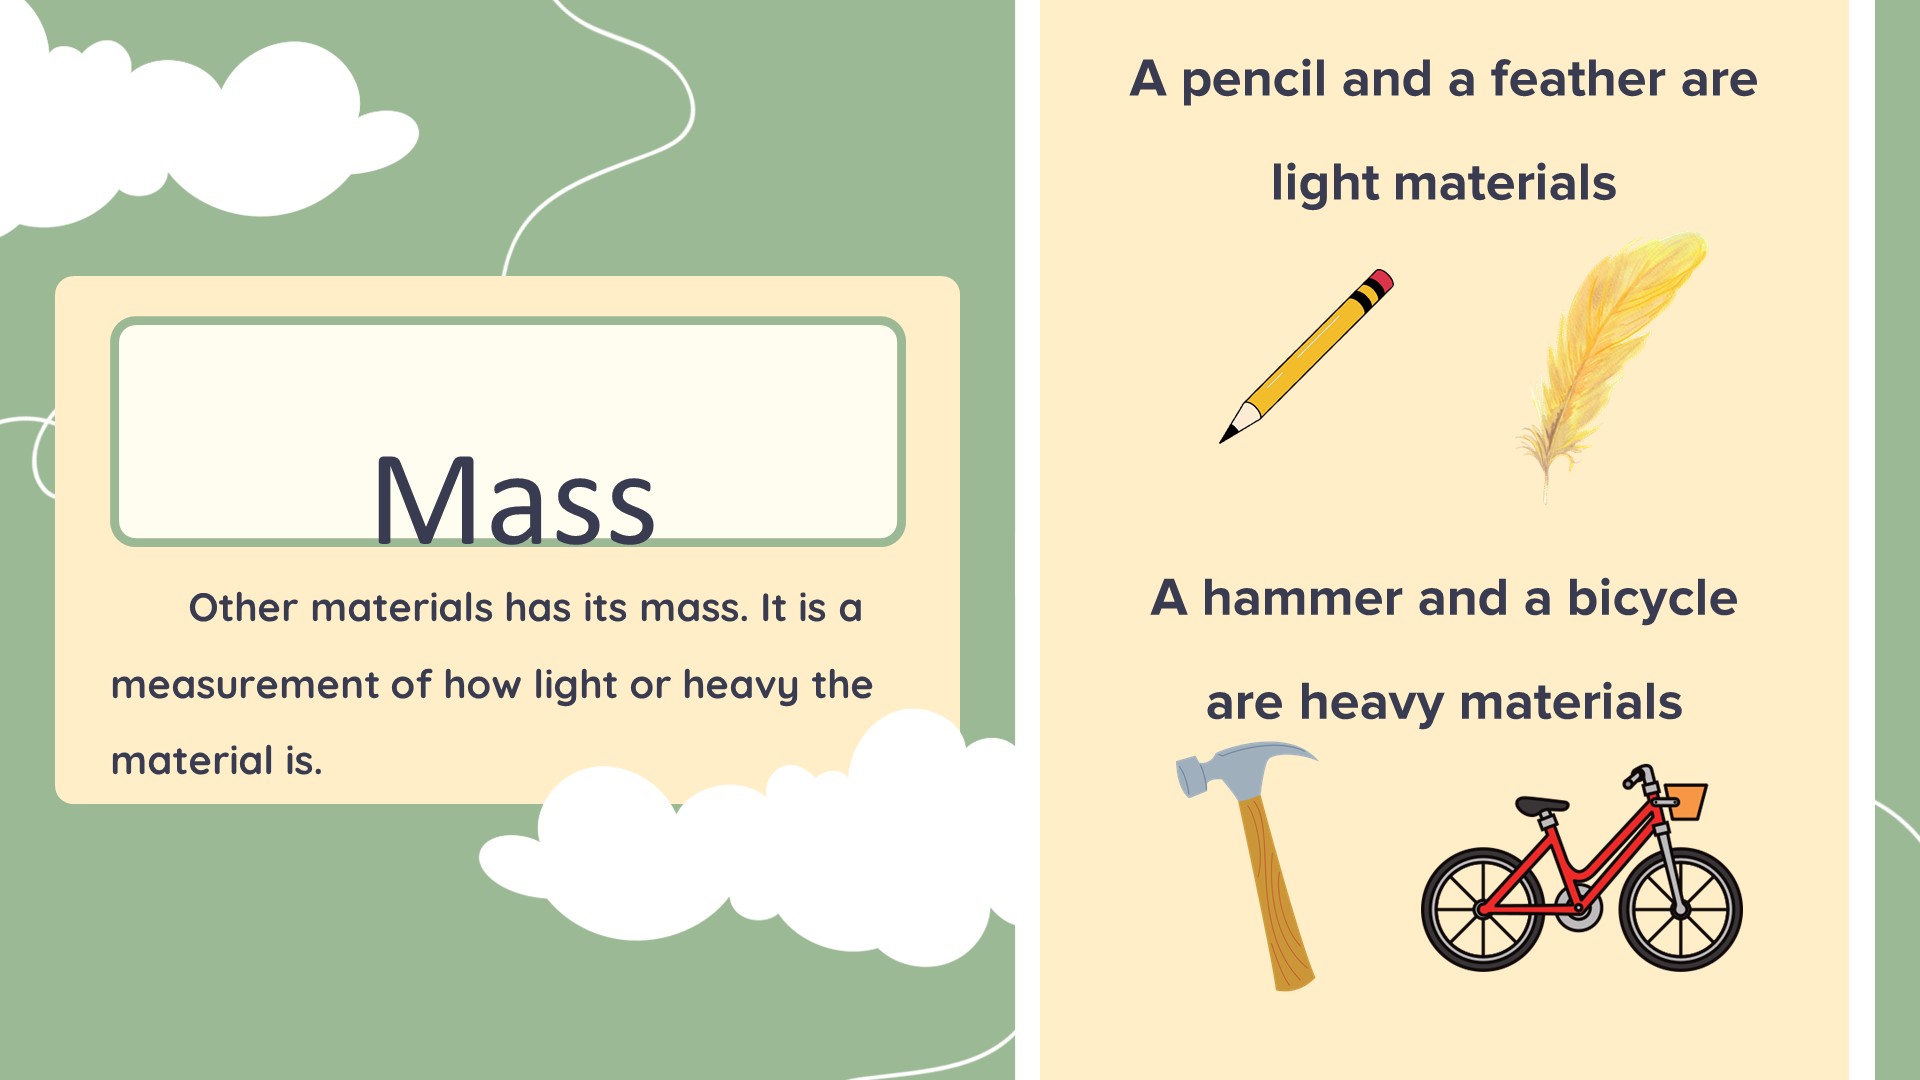 Mass
Other materials has its mass. It is a
measurement of how light or heavy the
material is.
A pencil and a feather are
light materials
A hammer and a bicycle
are heavy materials